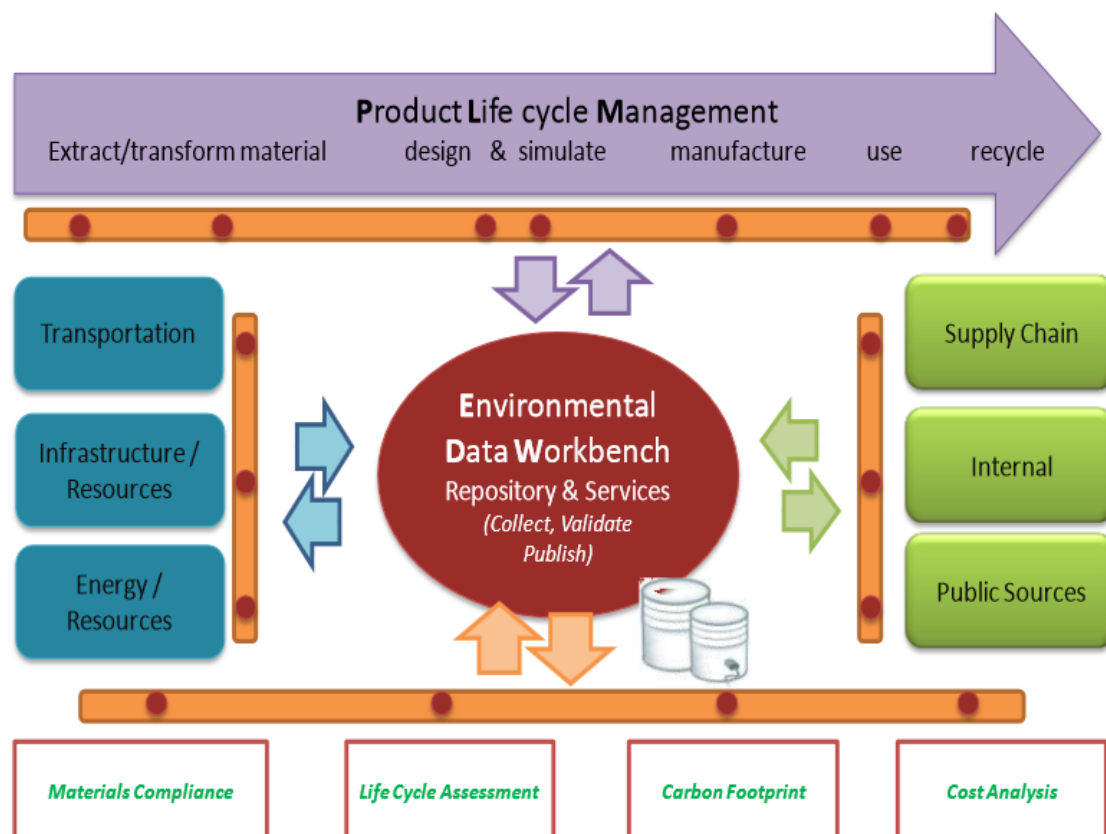 Product Life cycle Management
Extract/transform material design & simulate manufacture use recycle
Transportation
Infrastructure /
Resources
Energy /
Resources
Environmental
Data Workbench
Repository & Services
(Collect, Validate
Publish)
Supply Chain
Internal
Public Sources
Materials Compliance
Life Cycle Assessment
Carbon Footprint
Cost Analysis